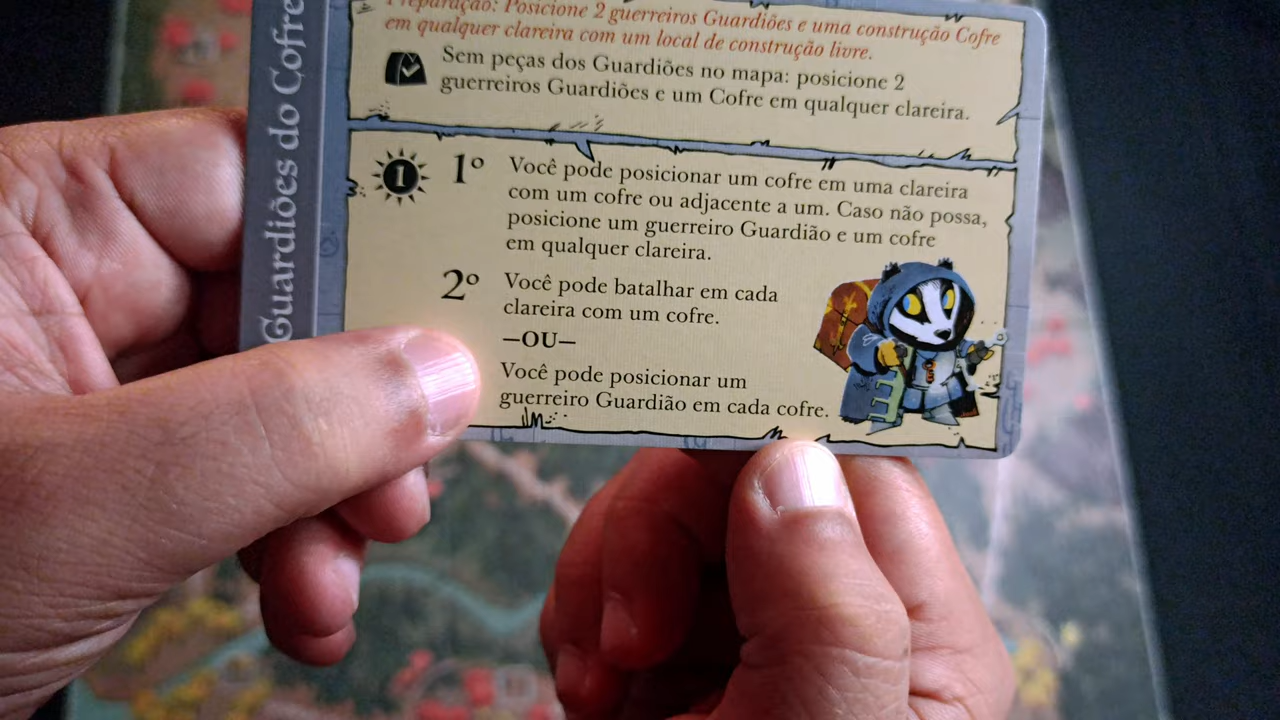 Guardiões do Cofre
Preparação: Posicione 2 guerreiros Guardiões e uma construção Cofre
em qualquer clareira com um local de construção livre.
Sem peças dos Guardiões no mapa: posicione 2
guerreiros Guardiões e um Cofre em qualquer clareira.
1
1º
Você pode posicionar um cofre em uma clareira
com um cofre ou adjacente a um. Caso não possa,
posicione um guerreiro Guardião e um cofre
em qualquer clareira.
2º
Você pode batalhar em cada
clareira com um cofre.
—OU—
Você pode posicionar um
guerreiro Guardião em cada cofre.